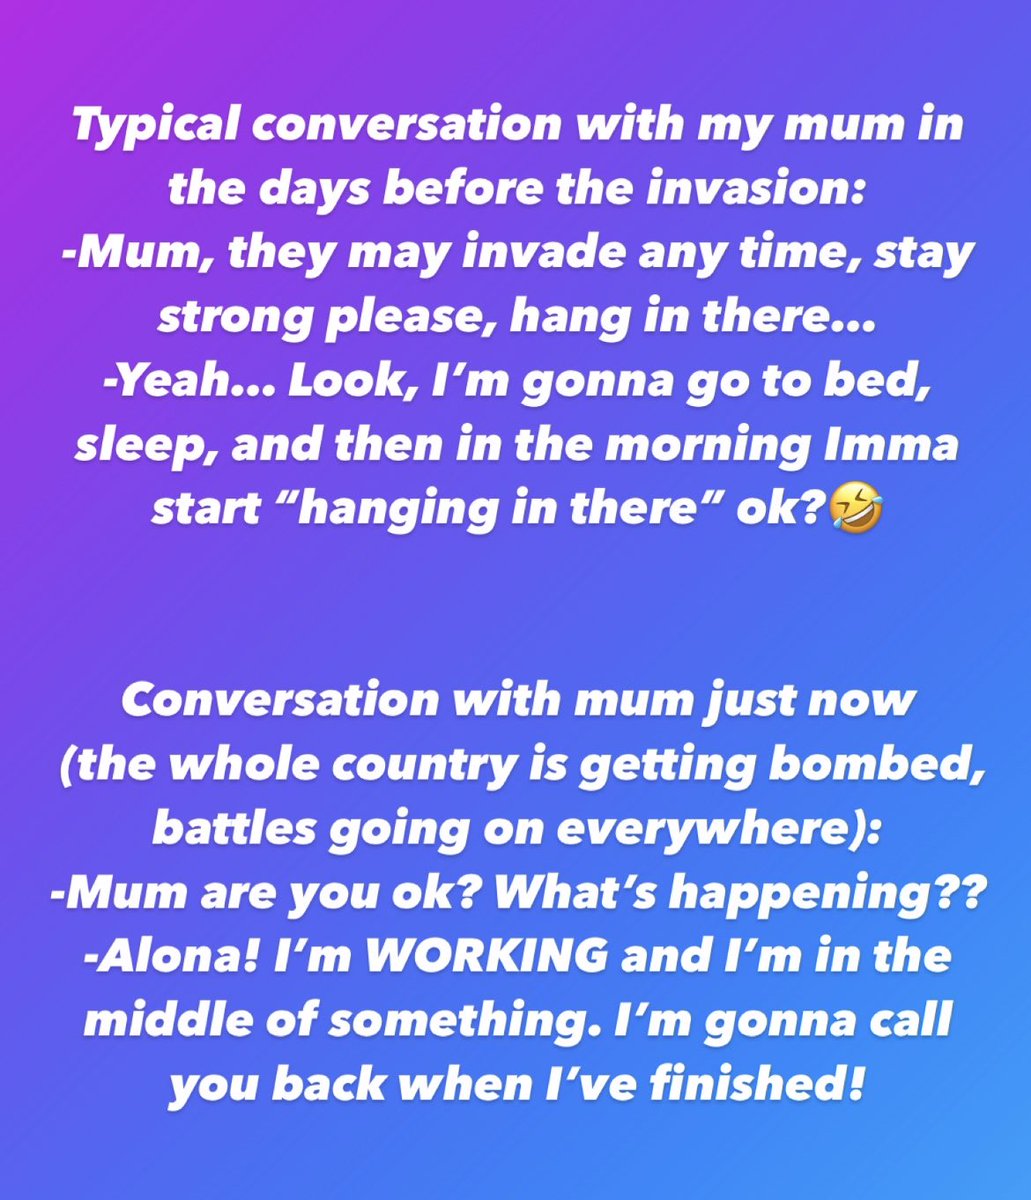 Typical conversation with my mum in
the days before the invasion:
-Mum, they may invade any time, stay
strong please, hang in there...
-Yeah... Look, I’m gonna go to bed,
sleep, and then in the morning Imma
start “hanging in there” ok?🤣
Conversation with mum just now
(the whole country is getting bombed,
battles going on everywhere):
-Mum are you ok? What’s happening??
-Alona! I’m WORKING and I’m in the
middle of something. I’m gonna call
you back when I’ve finished!